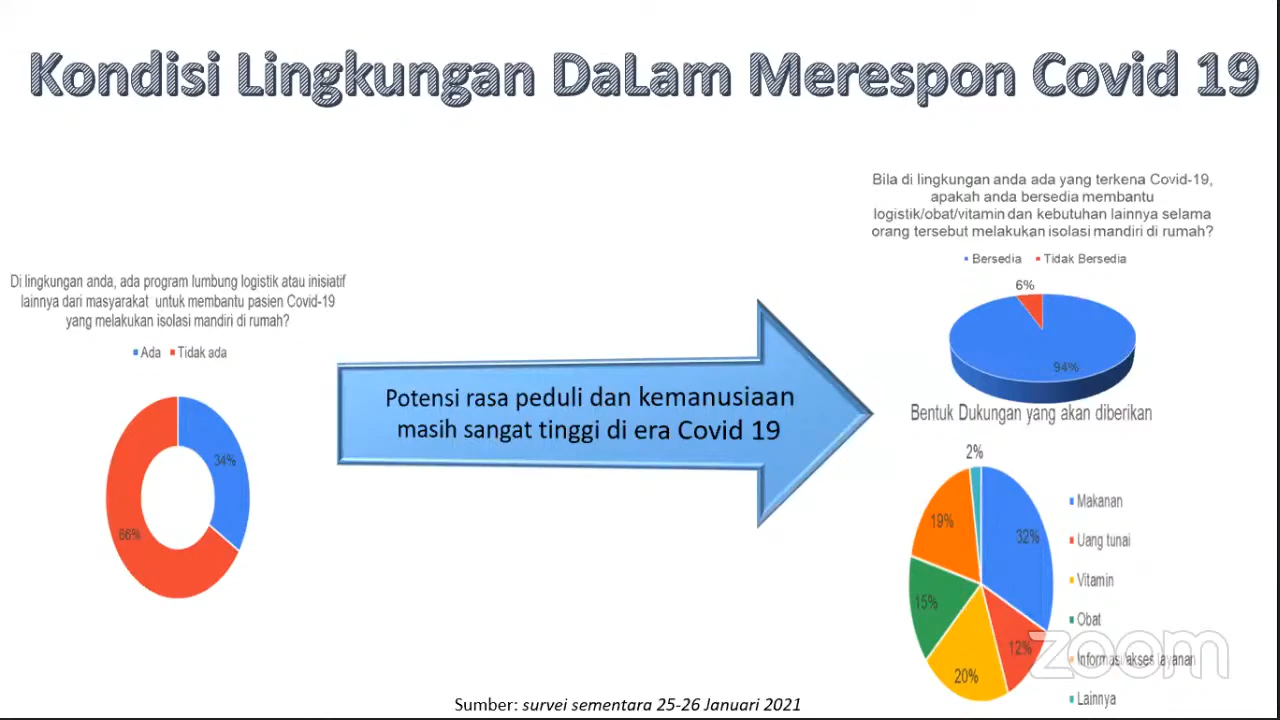 Kondisi Lingkungan DaLam Merespon Covid 19
Di lingkungan anda, ada program lumbung logistik atau inisiatif
lainnya dari masyarakat untuk membantu pasien Covid-19
yang melakukan isolasi mandiri di rumah?
Ada Tidak ada
34%
66%
Potensi rasa peduli dan kemanusiaan
masih sangat tinggi di era Covid 19
Bila di lingkungan anda ada yang terkena Covid-19,
apakah anda bersedia membantu
logistik/obat/vitamin dan kebutuhan lainnya selama
orang tersebut melakukan isolasi mandiri di rumah?
Bersedia Tidak Bersedia
6%
94%
Bentuk Dukungan yang akan diberikan
2%
19%
32%
15%
12%
20%
Makanan
Uang tunai
Vitamin
Obat
Informasi/akses layanan
Lainnya
zoom
Sumber: survei sementara 25-26 Januari 2021